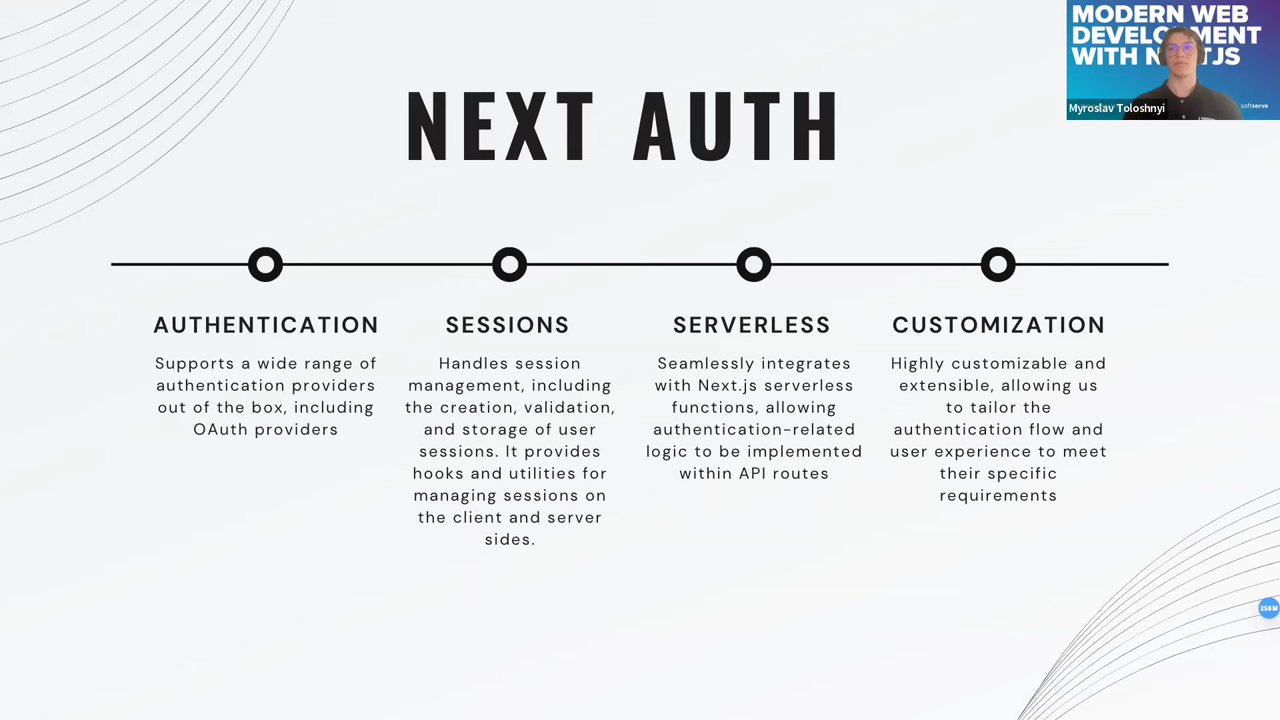 MODERN WEB
DEVELOPMENT
WITH NEXTJS
Myroslav Toloshnyi
softserve
NEXT AUTH
AUTHENTICATION
Supports a wide range of
authentication providers
out of the box, including
OAuth providers
SESSIONS
Handles session
management, including
the creation, validation,
and storage of user
sessions. It provides
hooks and utilities for
managing sessions on
the client and server
sides.
SERVERLESS
Seamlessly integrates
with Next.js serverless
functions, allowing
authentication-related
logic to be implemented
within API routes
CUSTOMIZATION
Highly customizable and
extensible, allowing us
to tailor the
authentication flow and
user experience to meet
their specific
requirements
256M